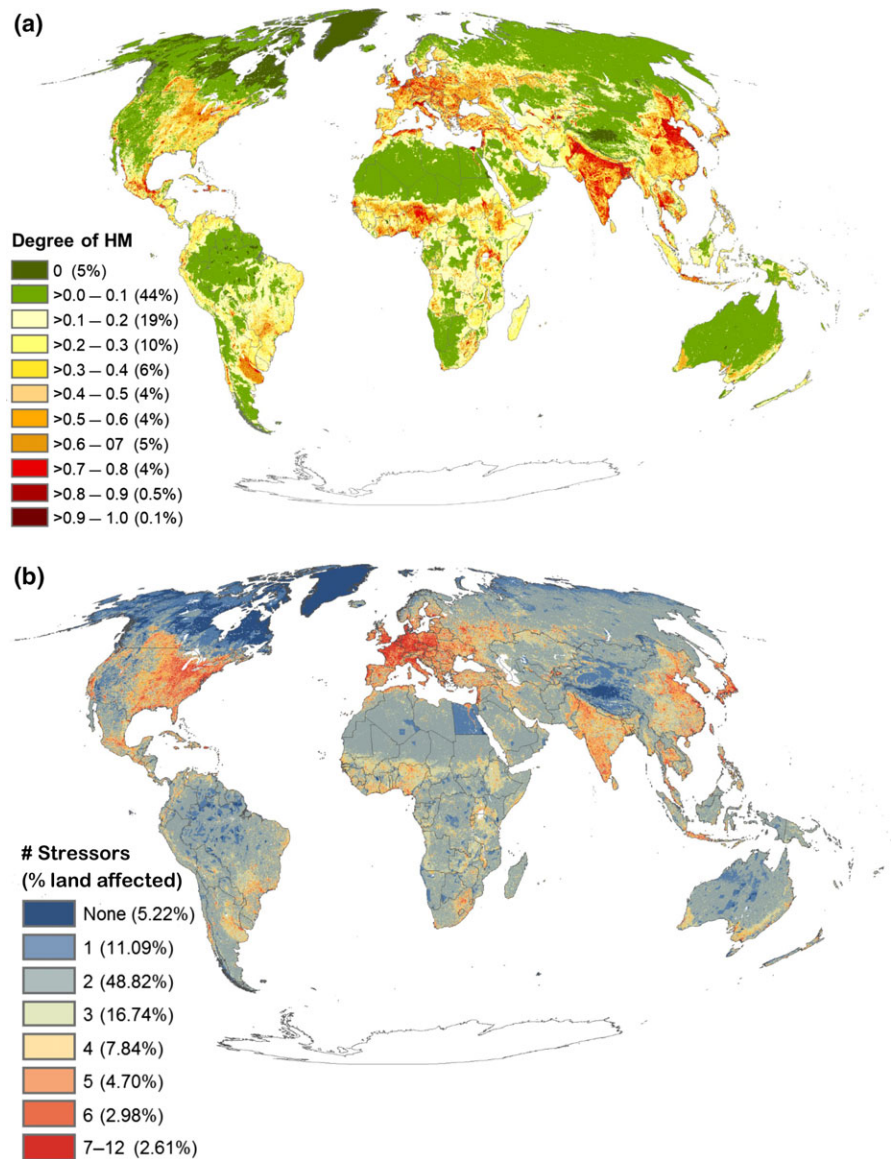 (a)
Degree of HM
0 (5%)
>0.0 — 0.1 (44%)
>0.1 — 0.2 (19%)
>0.2 — 0.3 (10%)
>0.3 — 0.4 (6%)
>0.4 — 0.5 (4%)
>0.5 — 0.6 (4%)
>0.6 — 07 (5%)
>0.7 — 0.8 (4%)
>0.8 — 0.9 (0.5%)
>0.9 — 1.0 (0.1%)
(b)
# Stressors
(% land affected)
None (5.22%)
1 (11.09%)
2 (48.82%)
3 (16.74%)
4 (7.84%)
5 (4.70%)
6 (2.98%)
7–12 (2.61%)